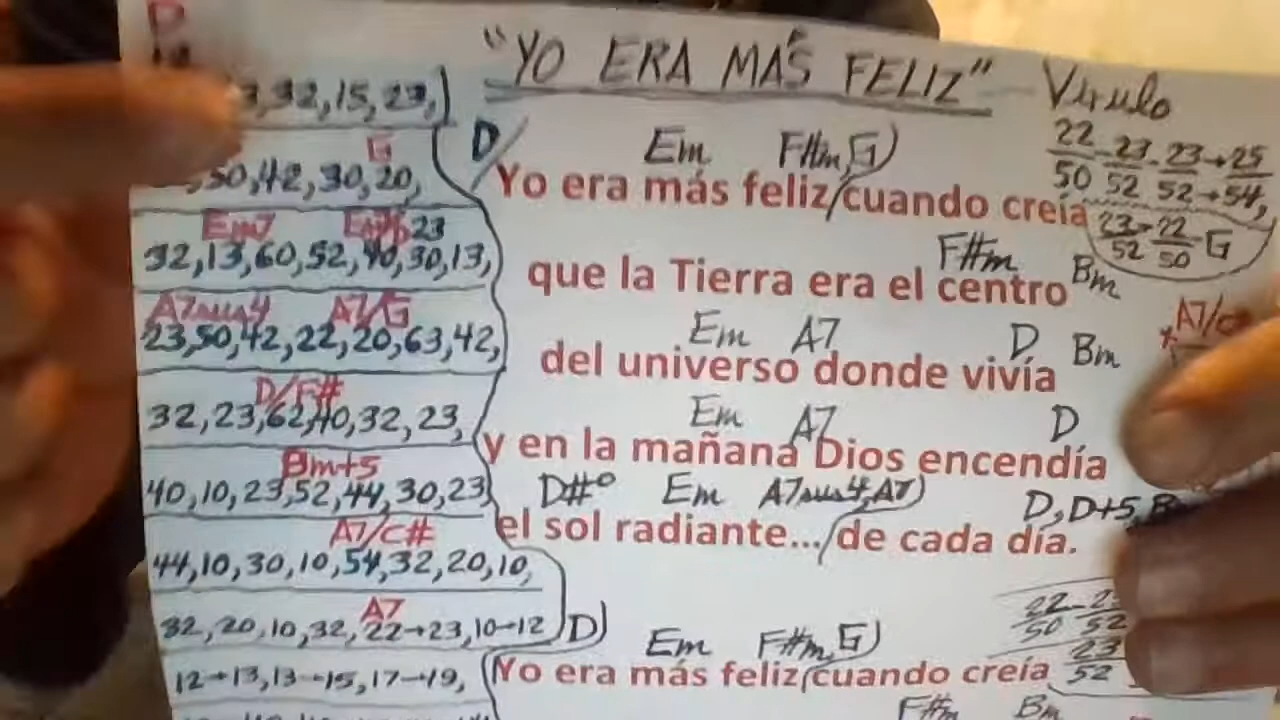 D
"YO ERA MÁS FELIZ" Virulo
3,32,15,23,)
22/50 - 23/52 - 23/52 → 25/54,
23/52 - 22/50 - G
D/ Em F#m,G)
Yo era más feliz/cuando creía
F#m Bm
que la Tierra era el centro
Em A7 D Bm
del universo donde vivía
Em A7 D
y en la mañana Dios encendía
D#° Em A7sus4,A7) D,D+5,
el sol radiante.../de cada día.
D) Em F#m,G)
Yo era más feliz/cuando creía
F#m Bm
G
50,42,30,20,
Em7 23
32,13,60,52,40,30,13,
A7sus4 A7/G
23,50,42,22,20,63,42,
D/F#
32,23,62,40,32,23,
Bm+5
40,10,23,52,44,30,23
A7/C#
44,10,30,10,54,32,20,10,
A7
32,20,10,32,22→23,10→12
12→13,13→15,17→19,